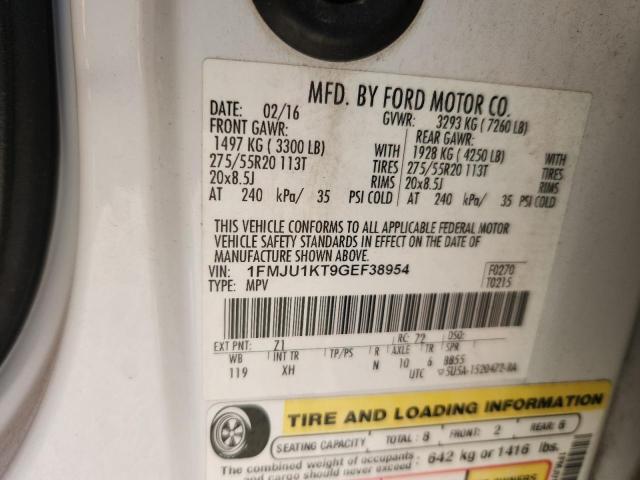 MFD. BY FORD MOTOR CO.
DATE: 02/16 GVWR: 3293 KG ( 7260 LB)
FRONT GAWR: REAR GAWR:
1497 KG ( 3300 LB) WITH 1928 KG ( 4250 LB) WITH
275/55R20 113T TIRES 275/55R20 113T TIRES
20x8.5J RIMS 20x8.5J RIMS
AT 240 kPa/ 35 PSI COLD AT 240 kPa/ 35 PSI COLD
THIS VEHICLE CONFORMS TO ALL APPLICABLE FEDERAL MOTOR
VEHICLE SAFETY STANDARDS IN EFFECT ON THE DATE OF
MANUFACTURE SHOWN ABOVE.
VIN: 1FMJU1KT9GEF38954 F0270
TYPE: MPV T0215
EXT PNT: Z1 RC: 72 DSO:
WB INT TR TP/PS R AXLE TR SPR
119 XH N 10 6 BB55
UTC
TIRE AND LOADING INFORMATION
SEATING CAPACITY TOTAL: 8 FRONT: 2 REAR: 6
The combined weight of occupants 642 kg or 1416 lbs.
and cargo should never exceed